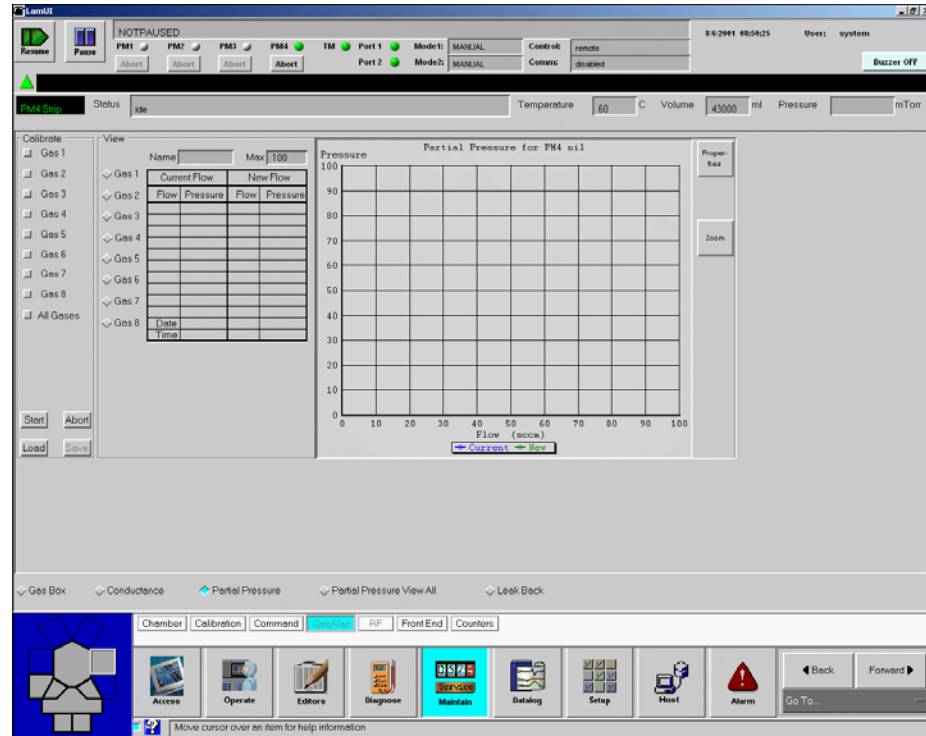 LamUI
NOTPAUSED
8/6/2001 08:50:25 User: system
Resume Pause
PM1 PM2 PM3 PM4 TM Port 1 Mode1: MANUAL Control: remote
Abort Abort Abort Abort Port 2 Mode2: MANUAL Comm: disabled
Buzzer OFF
PM4 Strip Status Idle Temperature 60 C Volume 43000 ml Pressure mTorr
Calibrate
Gas 1
Gas 2
Gas 3
Gas 4
Gas 5
Gas 6
Gas 7
Gas 8
All Gases
Start Abort
Load Save
View
Name Max 100
Gas 1
Gas 2
Gas 3
Gas 4
Gas 5
Gas 6
Gas 7
Gas 8
Current Flow New Flow
Flow Pressure Flow Pressure
Date
Time
Partial Pressure for PM4 nil
Pressure
100
90
80
70
60
50
40
30
20
10
0
0 10 20 30 40 50 60 70 80 90 100
Flow (sccm)
Current New
Proper-
ties
Zoom
Gas Box Conductance Partial Pressure Partial Pressure View All Leak Back
Chamber Calibration Command Gas/Vac RF Front End Counters
Service
Access Operate Editors Diagnose Maintain Datalog Setup Host Alarm
Back Forward
Go To...
Move cursor over an item for help information